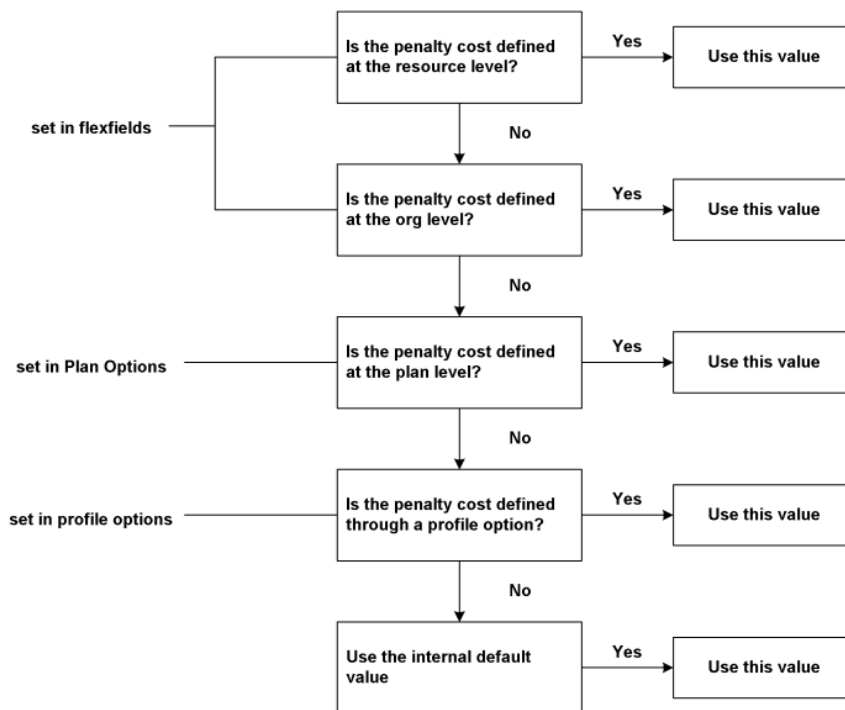 Is the penalty cost defined
at the resource level?
Yes
Use this value
set in flexfields
No
Is the penalty cost defined
at the org level?
Yes
Use this value
No
set in Plan Options
Is the penalty cost defined
at the plan level?
Yes
Use this value
No
set in profile options
Is the penalty cost defined
through a profile option?
Yes
Use this value
No
Use the internal default
value
Yes
Use this value